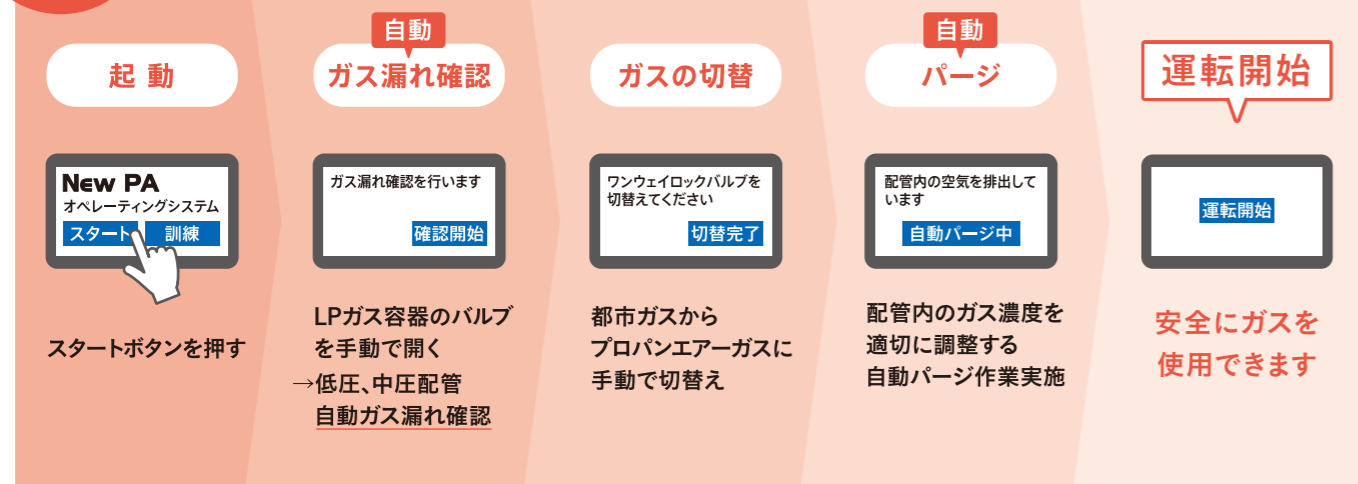 起動
New PA
オペレーティングシステム
スタート
訓練
スタートボタンを押す
自動
ガス漏れ確認
ガス漏れ確認を行います
確認開始
LPガス容器のバルブ
を手動で開く
→低圧、中圧配管
自動ガス漏れ確認
ガスの切替
ワンウェイロックバルブを
切替えてください
切替完了
都市ガスから
プロパンエアーガスに
手動で切替え
自動
パージ
配管内の空気を排出して
います
自動パージ中
配管内のガス濃度を
適切に調整する
自動パージ作業実施
運転開始
運転開始
安全にガスを
使用できます